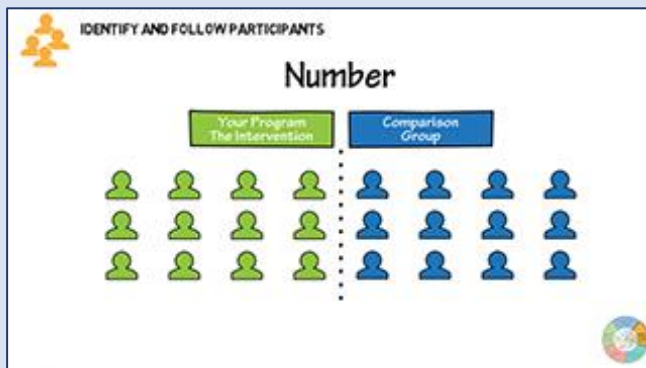 IDENTIFY AND FOLLOW PARTICIPANTS
Number
Your Program
The Intervention
Comparison
Group